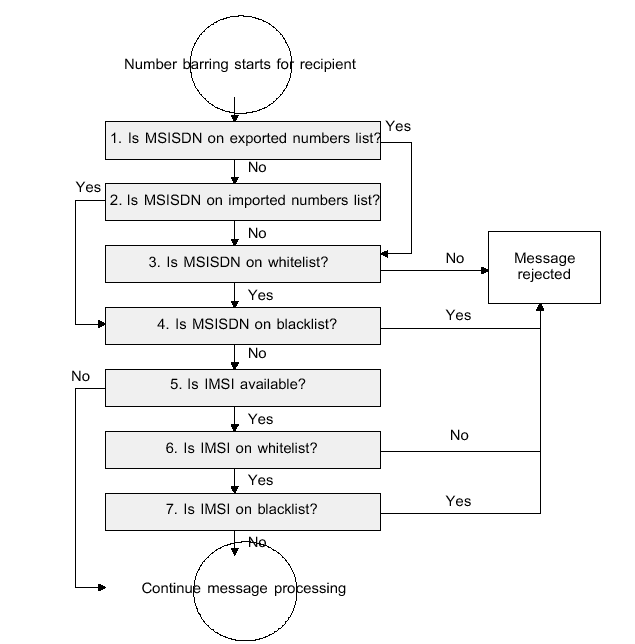 Number barring starts for recipient
Yes
1. Is MSISDN on exported numbers list?
No
Yes
2. Is MSISDN on imported numbers list?
No
3. Is MSISDN on whitelist?
No
Message
rejected
Yes
4. Is MSISDN on blacklist?
Yes
No
No
5. Is IMSI available?
Yes
6. Is IMSI on whitelist?
No
Yes
7. Is IMSI on blacklist?
Yes
No
Continue message processing